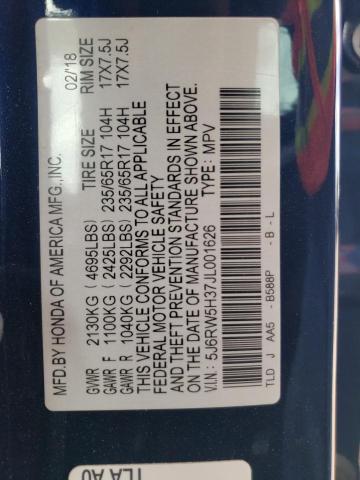 MFD.BY HONDA OF AMERICA MFG.,INC. 02/18
TIRE SIZE RIM SIZE
GVWR 2130KG (4695LBS)
GAWR F 1100KG (2425LBS) 235/65R17 104H 17X7.5J
GAWR R 1040KG (2292LBS) 235/65R17 104H 17X7.5J
THIS VEHICLE CONFORMS TO ALL APPLICABLE
FEDERAL MOTOR VEHICLE SAFETY
AND THEFT PREVENTION STANDARDS IN EFFECT
ON THE DATE OF MANUFACTURE SHOWN ABOVE.
V.I.N.: 5J6RW5H37JL001626 TYPE: MPV
TLD J AA5 - B588P - B - L
TLA A0